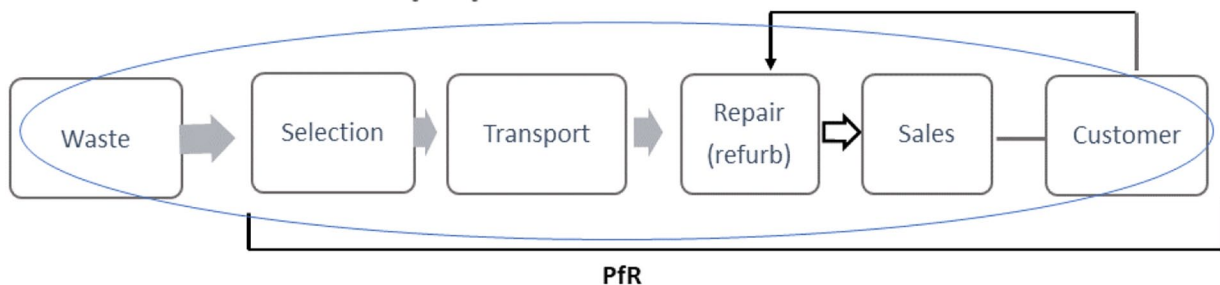 Waste
Selection
Transport
Repair
(refurb)
Sales
Customer
PfR